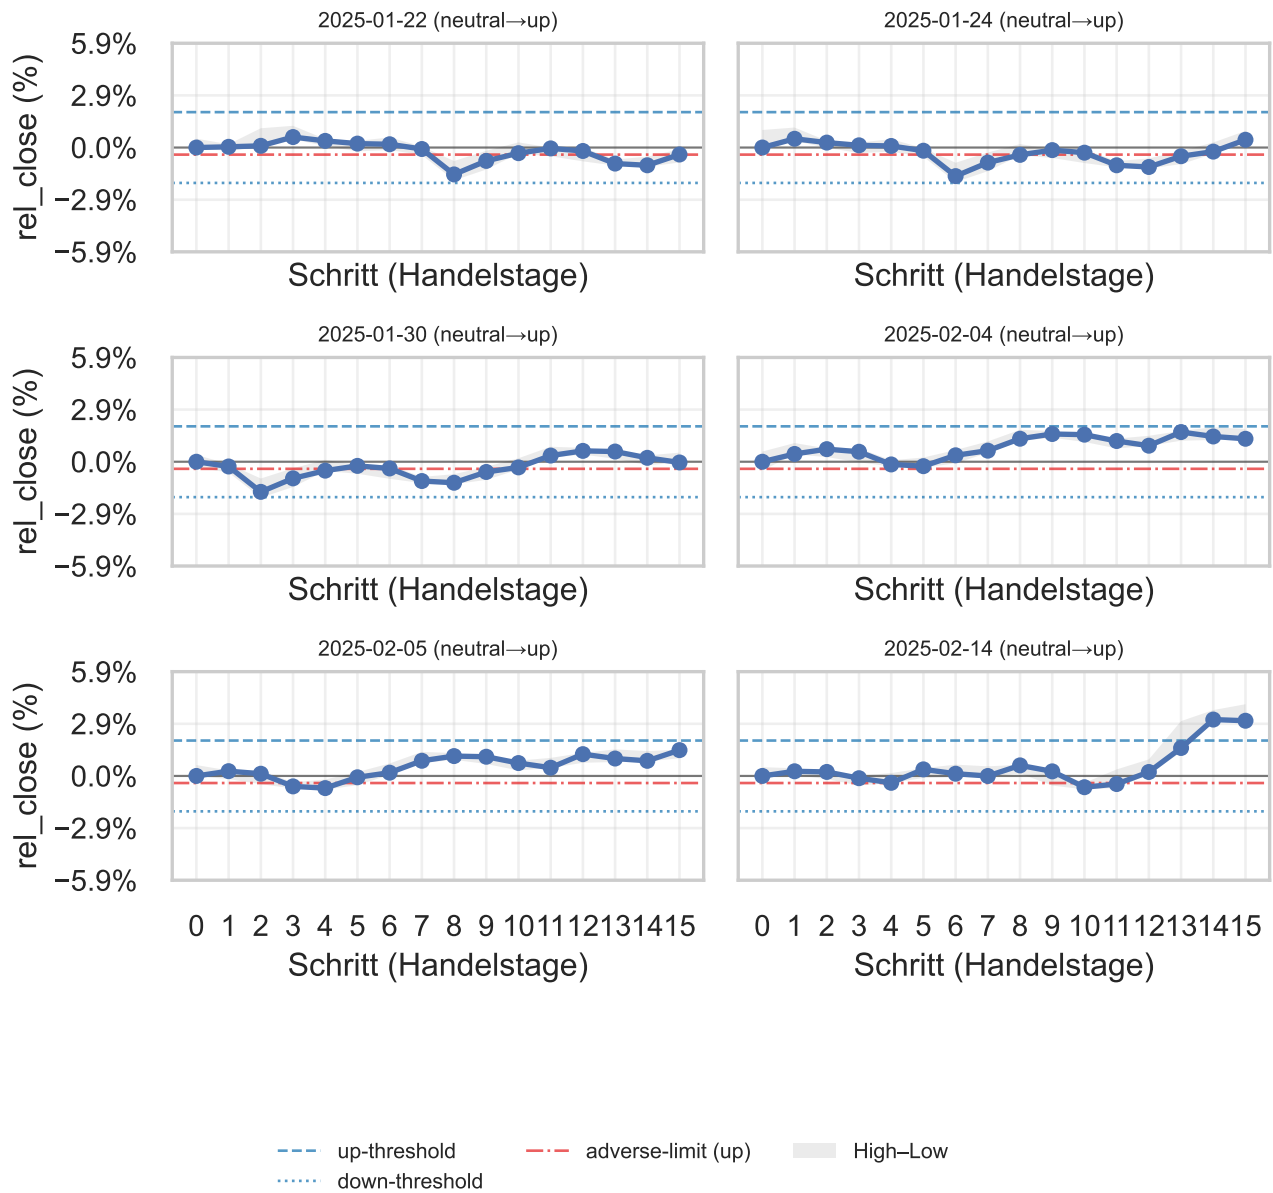 2025-01-22 (neutral→up)
2025-01-24 (neutral→up)
5.9%
2.9%
0.0%
−2.9%
−5.9%
rel_close (%)
Schritt (Handelstage)
Schritt (Handelstage)
2025-01-30 (neutral→up)
2025-02-04 (neutral→up)
5.9%
2.9%
0.0%
−2.9%
−5.9%
rel_close (%)
Schritt (Handelstage)
Schritt (Handelstage)
2025-02-05 (neutral→up)
2025-02-14 (neutral→up)
5.9%
2.9%
0.0%
−2.9%
−5.9%
rel_close (%)
0 1 2 3 4 5 6 7 8 9 10 11 12 13 14 15
0 1 2 3 4 5 6 7 8 9 10 11 12 13 14 15
Schritt (Handelstage)
Schritt (Handelstage)
up-threshold
down-threshold
adverse-limit (up)
High–Low